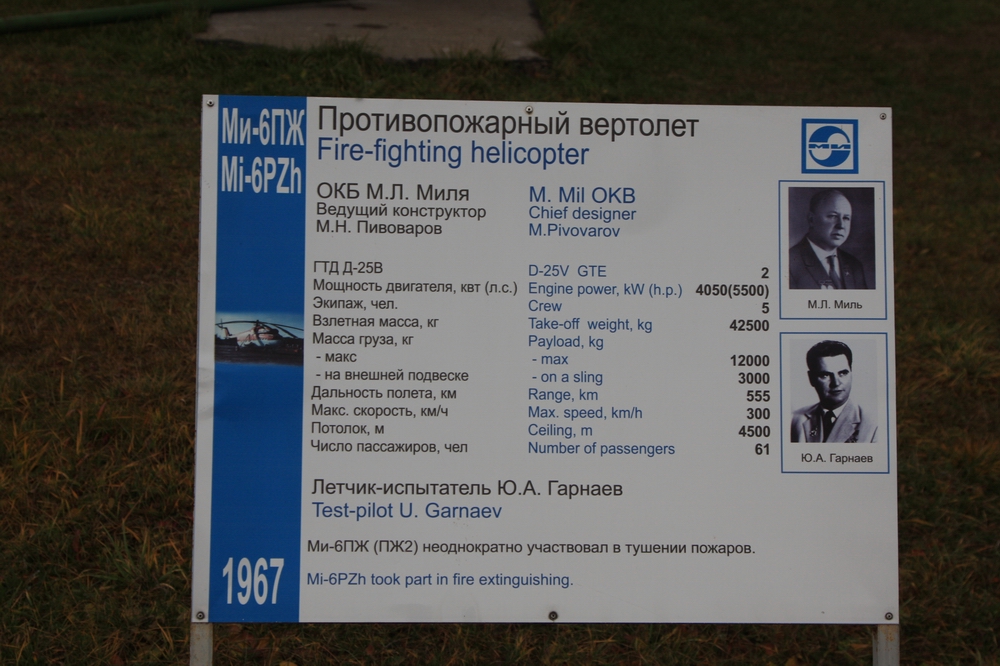 Ми-6ПЖ
Mi-6PZh
Противопожарный вертолет
Fire-fighting helicopter
МИ
ОКБ М.Л. Миля M. Mil OKB
Ведущий конструктор Chief designer
М.Н. Пивоваров M.Pivovarov
ГТД Д-25В D-25V GTE 2
Мощность двигателя, квт (л.с.) Engine power, kW (h.p.) 4050(5500)
Экипаж, чел. Crew 5
Взлетная масса, кг Take-off weight, kg 42500
Масса груза, кг Payload, kg
- макс - max 12000
- на внешней подвеске - on a sling 3000
Дальность полета, км Range, km 555
Макс. скорость, км/ч Max. speed, km/h 300
Потолок, м Ceiling, m 4500
Число пассажиров, чел Number of passengers 61
М.Л. Миль
Ю.А. Гарнаев
Летчик-испытатель Ю.А. Гарнаев
Test-pilot U. Garnaev
Ми-6ПЖ (ПЖ2) неоднократно участвовал в тушении пожаров.
Mi-6PZh took part in fire extinguishing.
1967